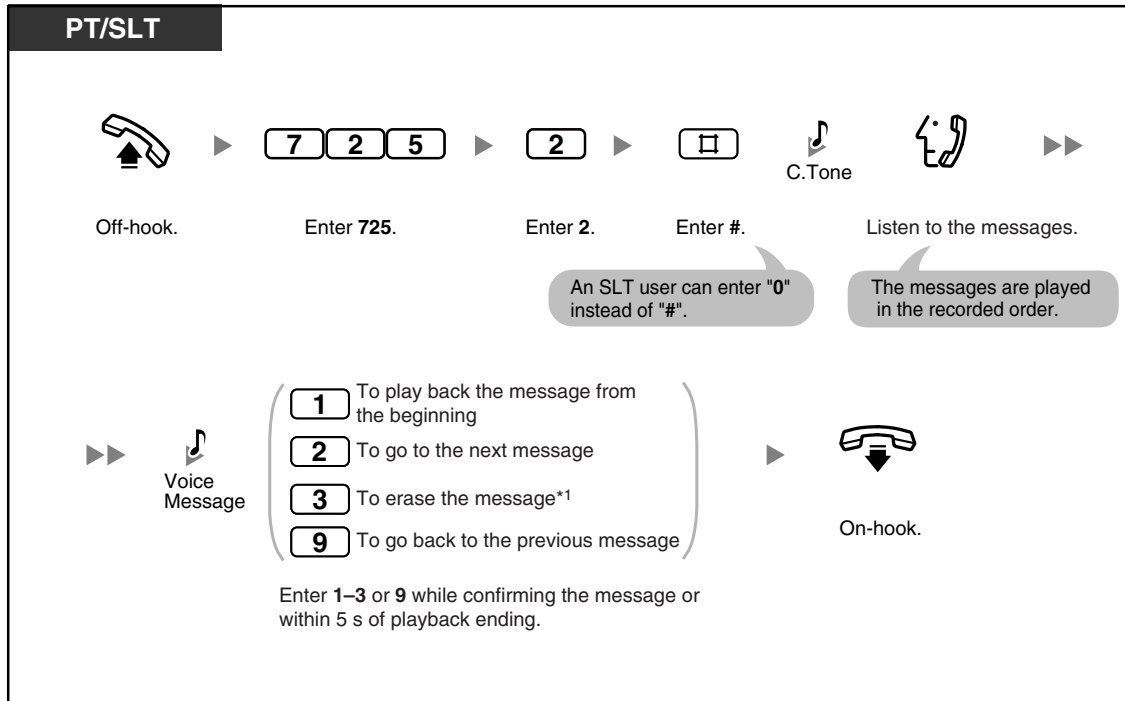 PT/SLT
7 2 5
2
#
C.Tone
Off-hook.
Enter 725.
Enter 2.
Enter #.
Listen to the messages.
An SLT user can enter "0"
instead of "#".
The messages are played
in the recorded order.
Voice
Message
1 To play back the message from
the beginning
2 To go to the next message
3 To erase the message*1
9 To go back to the previous message
Enter 1–3 or 9 while confirming the message or
within 5 s of playback ending.
On-hook.